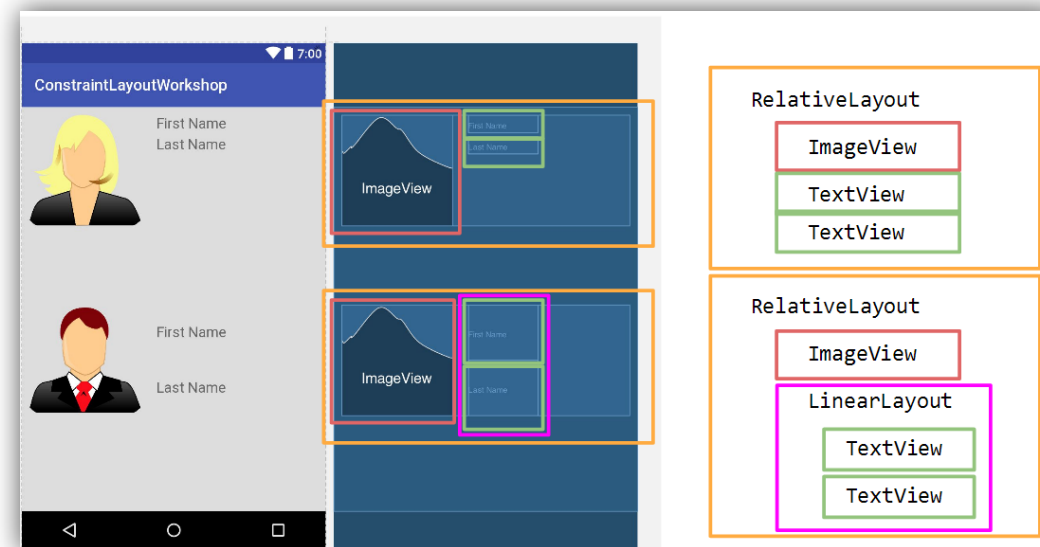 7:00
ConstraintLayoutWorkshop
First Name
Last Name
First Name
Last Name
First Name
Last Name
ImageView
First Name
Last Name
ImageView
RelativeLayout
ImageView
TextView
TextView
RelativeLayout
ImageView
LinearLayout
TextView
TextView